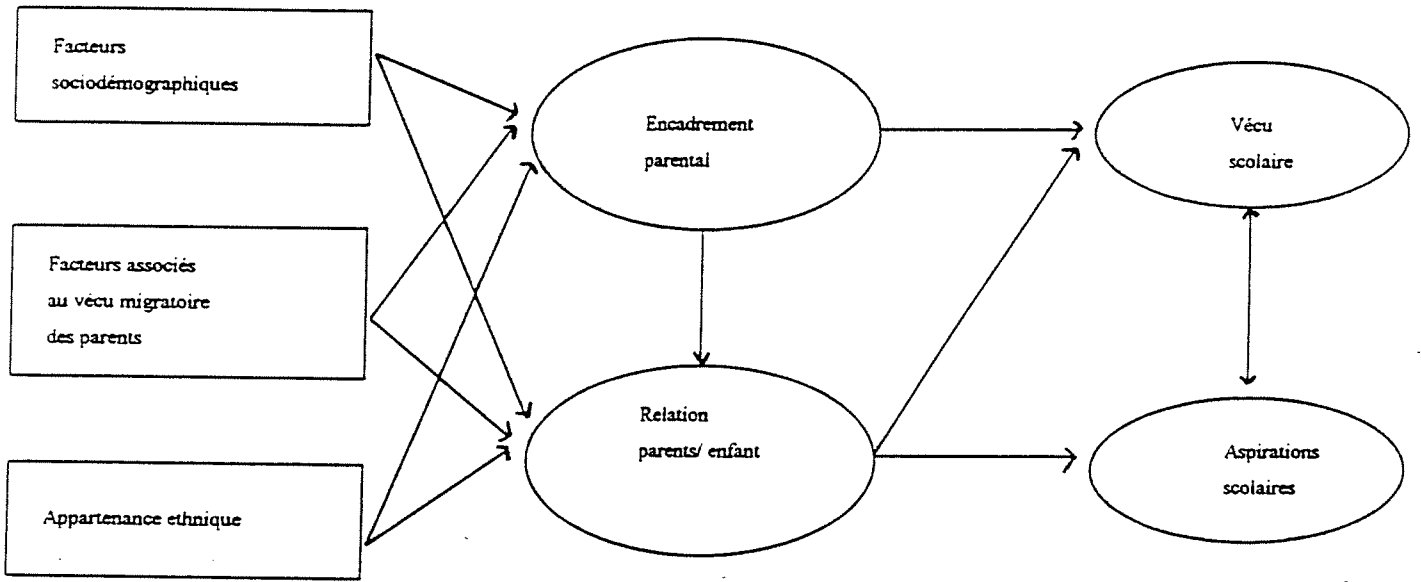 Facteurs
sociodémographiques
Facteurs associés
au vécu migratoire
des parents
Appartenance ethnique
Encadrement
parental
Relation
parents/ enfant
Vécu
scolaire
Aspirations
scolaires